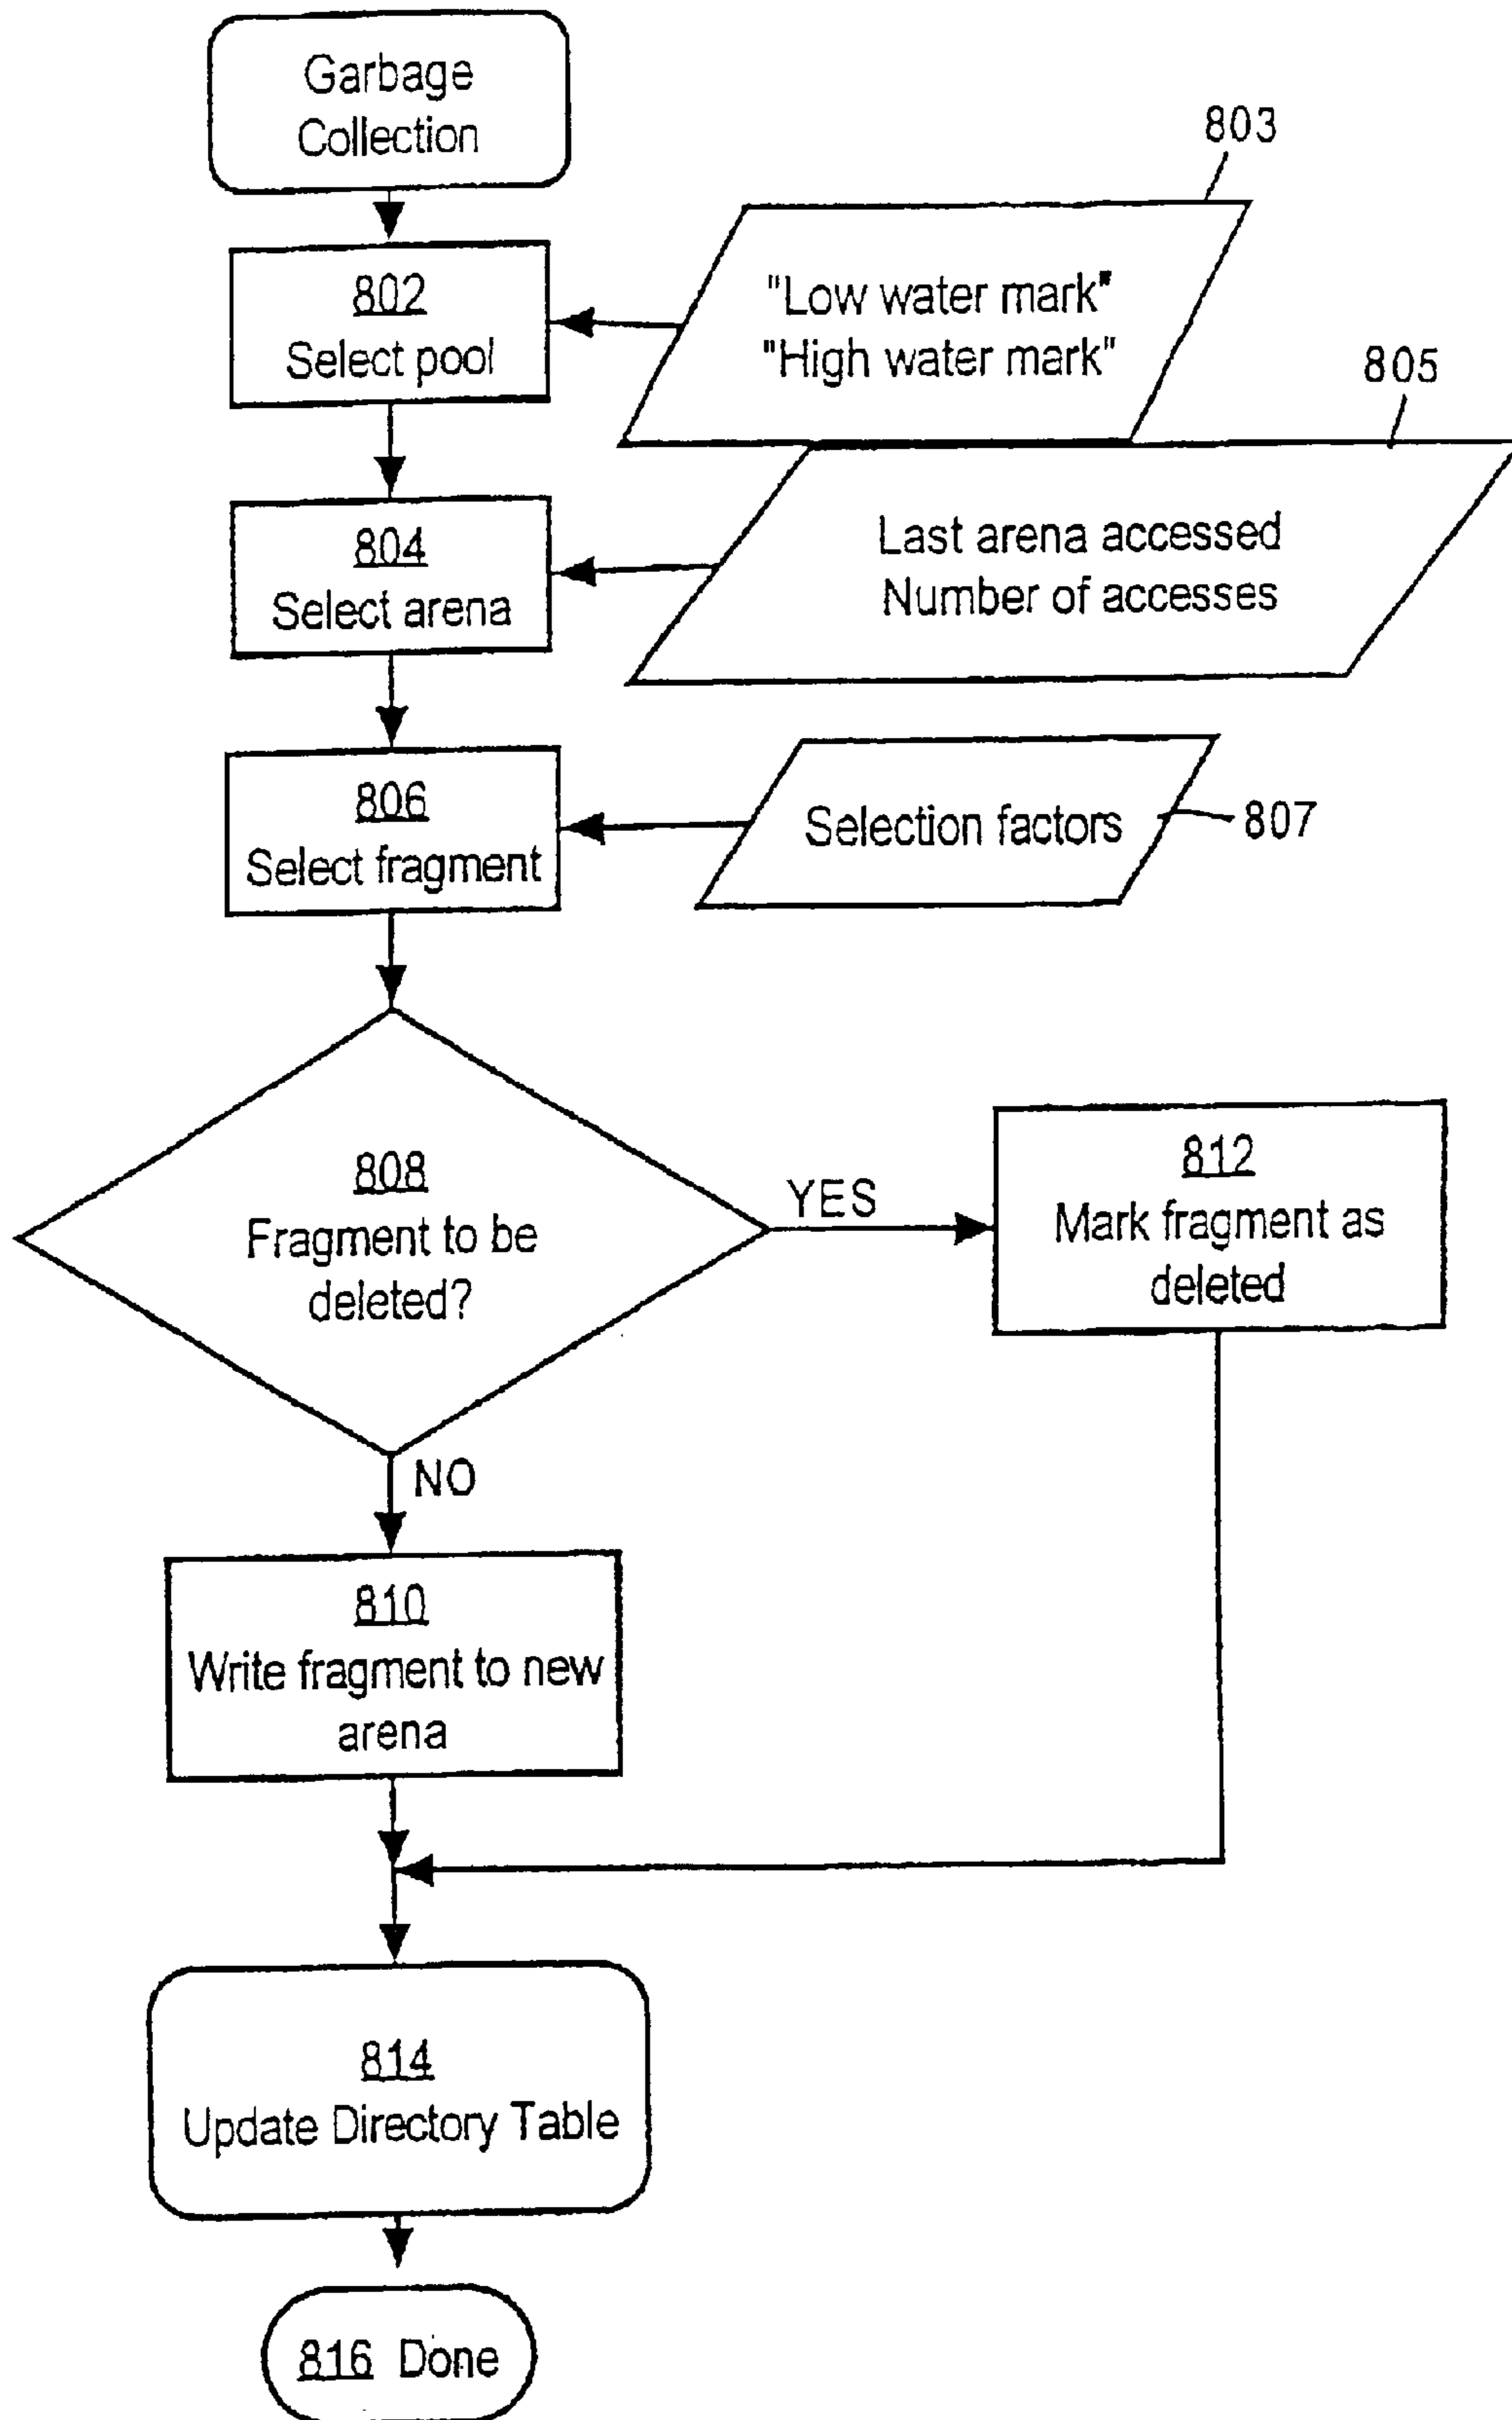 Garbage
Collection
803
802
Select pool
"Low water mark"
"High water mark"
805
804
Select arena
Last arena accessed
Number of accesses
806
Select fragment
Selection factors
807
808
Fragment to be
deleted?
YES
812
Mark fragment as
deleted
NO
810
Write fragment to new
arena
814
Update Directory Table
816 Done